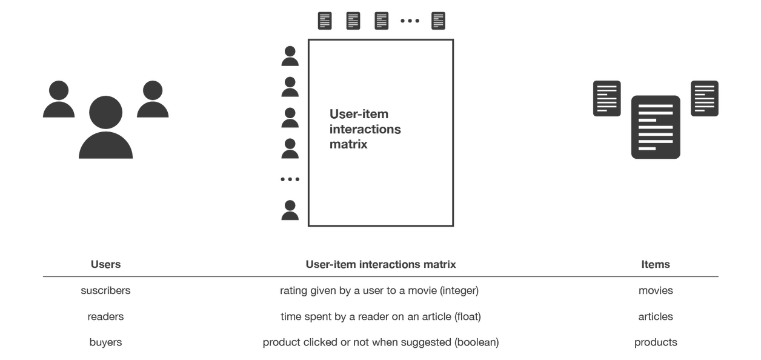 User-item
interactions
matrix
Users User-item interactions matrix Items
suscribers rating given by a user to a movie (integer) movies
readers time spent by a reader on an article (float) articles
buyers product clicked or not when suggested (boolean) products